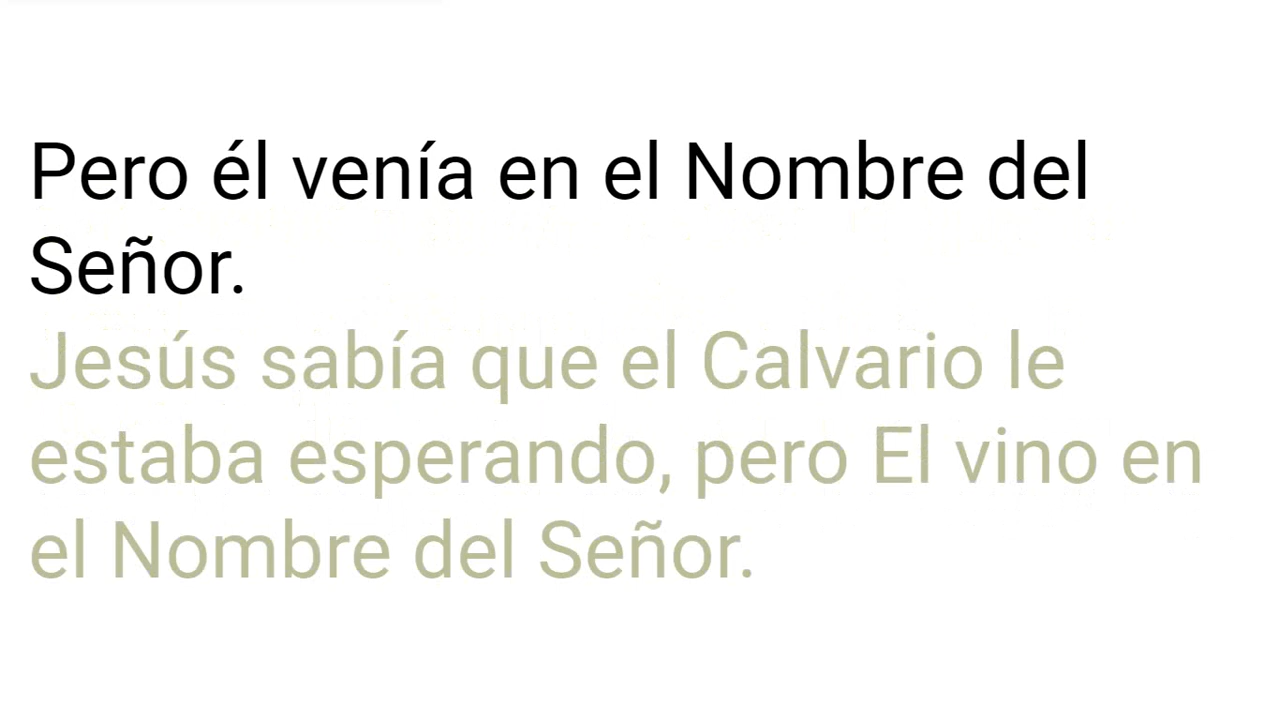 Pero él venía en el Nombre del
Señor.
Jesús sabía que el Calvario le
estaba esperando, pero El vino en
el Nombre del Señor.